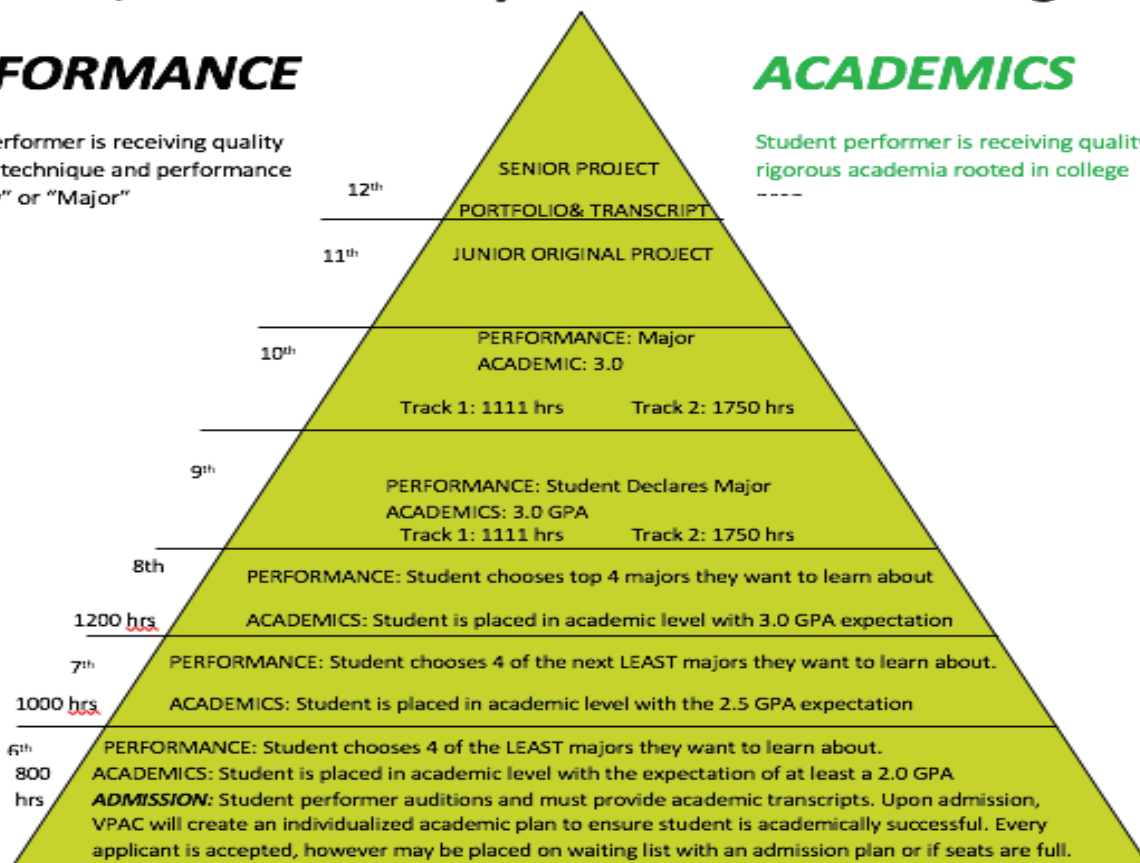 FORMANCE
ACADEMICS
erformer is receiving quality
technique and performance
" or "Major"
Student performer is receiving quality
rigorous academia rooted in college
SENIOR PROJECT
12th
PORTFOLIO& TRANSCRIPT
11th
JUNIOR ORIGINAL PROJECT
PERFORMANCE: Major
10th
ACADEMIC: 3.0
Track 1: 1111 hrs Track 2: 1750 hrs
9th
PERFORMANCE: Student Declares Major
ACADEMICS: 3.0 GPA
Track 1: 1111 hrs Track 2: 1750 hrs
8th
PERFORMANCE: Student chooses top 4 majors they want to learn about
1200 hrs
ACADEMICS: Student is placed in academic level with 3.0 GPA expectation
7th
PERFORMANCE: Student chooses 4 of the next LEAST majors they want to learn about.
1000 hrs
ACADEMICS: Student is placed in academic level with the 2.5 GPA expectation
6th
PERFORMANCE: Student chooses 4 of the LEAST majors they want to learn about.
800
ACADEMICS: Student is placed in academic level with the expectation of at least a 2.0 GPA
hrs
ADMISSION: Student performer auditions and must provide academic transcripts. Upon admission,
VPAC will create an individualized academic plan to ensure student is academically successful. Every
applicant is accepted, however may be placed on waiting list with an admission plan or if seats are full.